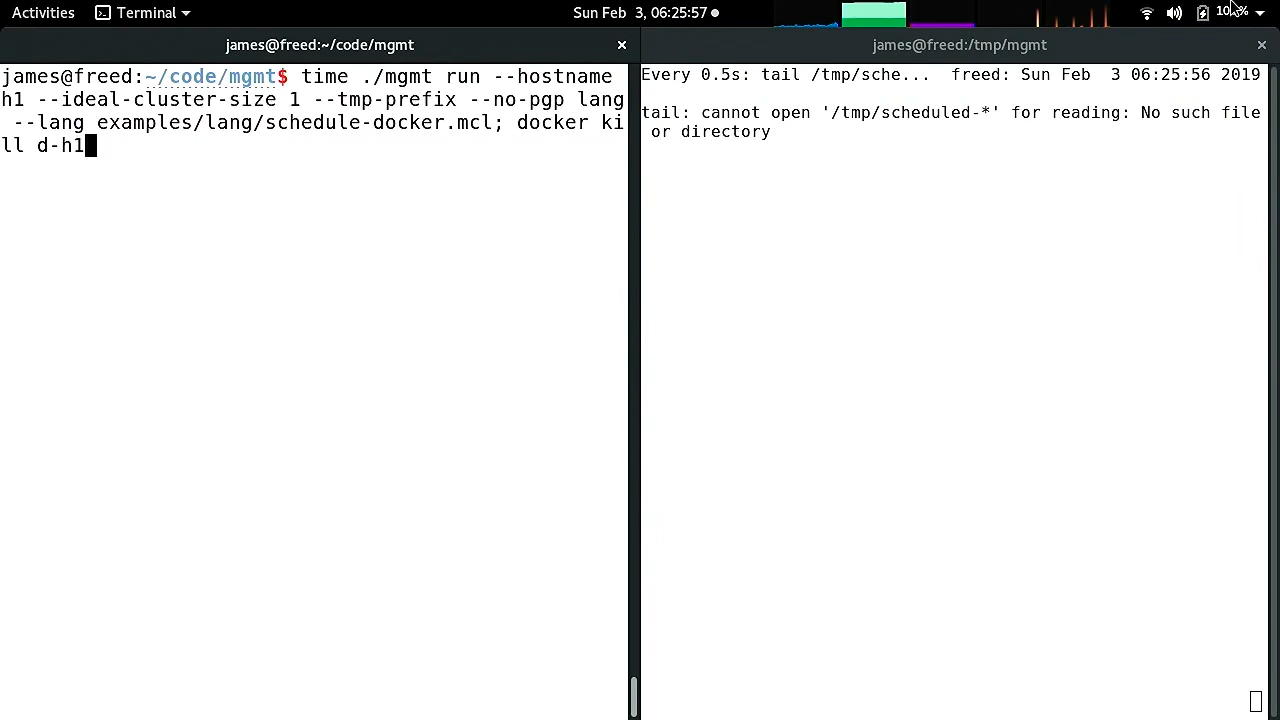 Activities Terminal Sun Feb 3, 06:25:57
james@freed:~/code/mgmt
james@freed:~/code/mgmt$ time ./mgmt run --hostname
h1 --ideal-cluster-size 1 --tmp-prefix --no-pgp lang
--lang examples/lang/schedule-docker.mcl; docker ki
ll d-h1
james@freed:/tmp/mgmt
Every 0.5s: tail /tmp/sche... freed: Sun Feb 3 06:25:56 2019
tail: cannot open '/tmp/scheduled-*' for reading: No such file
or directory